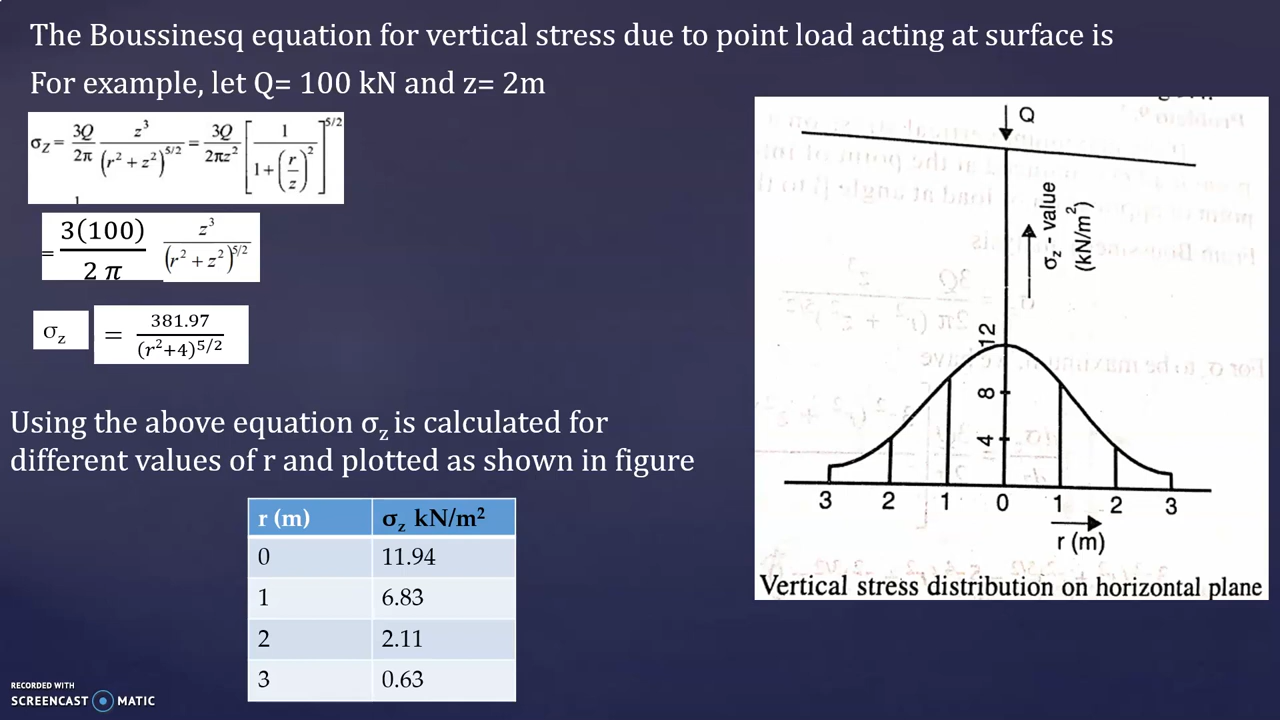 The Boussinesq equation for vertical stress due to point load acting at surface is
For example, let Q= 100 kN and z= 2m
σ_z = 3Q/2π z³/(r² + z²)^5/2 = 3Q/2πz² [1/(1+(r/z)²)]^5/2
= 3(100)/2 π z³/(r² + z²)^5/2
σ_z = 381.97/(r²+4)^5/2
Using the above equation σ_z is calculated for
different values of r and plotted as shown in figure
r (m) σ_z kN/m²
0 11.94
1 6.83
2 2.11
3 0.63
Q
σ_z - value
(kN/m²)
12
8
4
3 2 1 0 1 2 3
r (m)
Vertical stress distribution on horizontal plane
RECORDED WITH
SCREENCAST MATIC